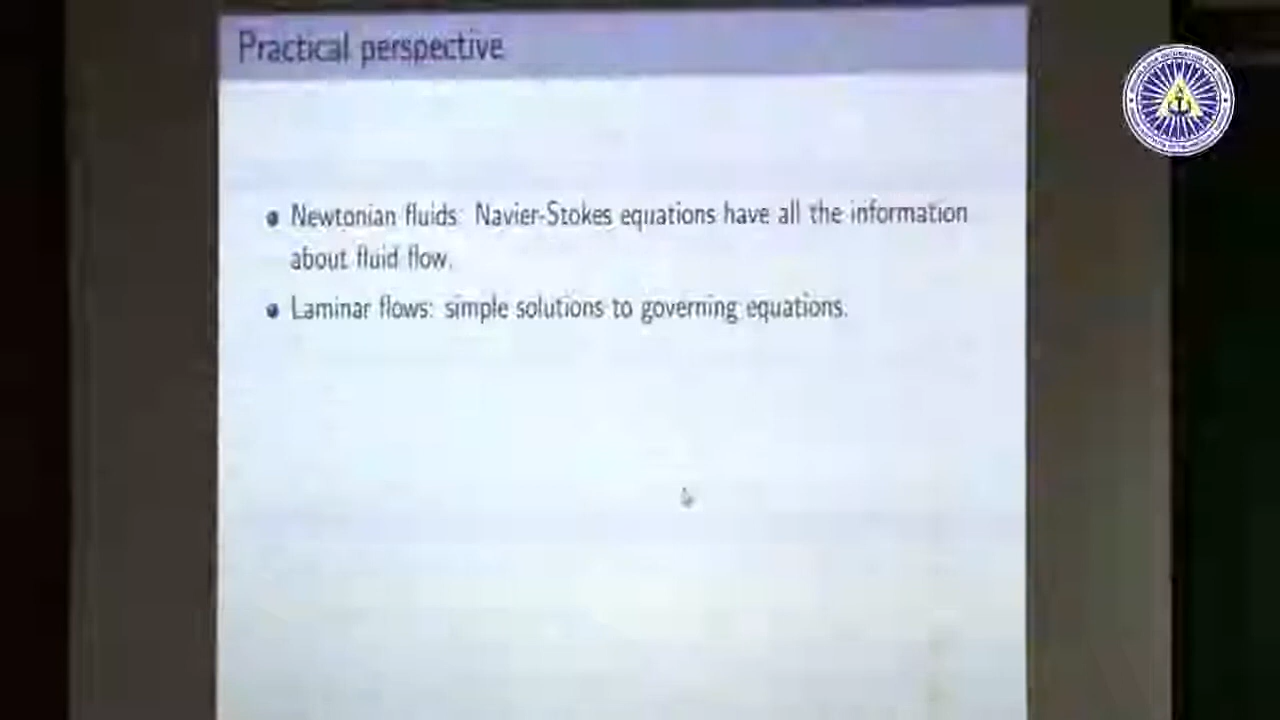 Practical perspective
Newtonian fluids: Navier-Stokes equations have all the information
about fluid flow.
Laminar flows: simple solutions to governing equations.